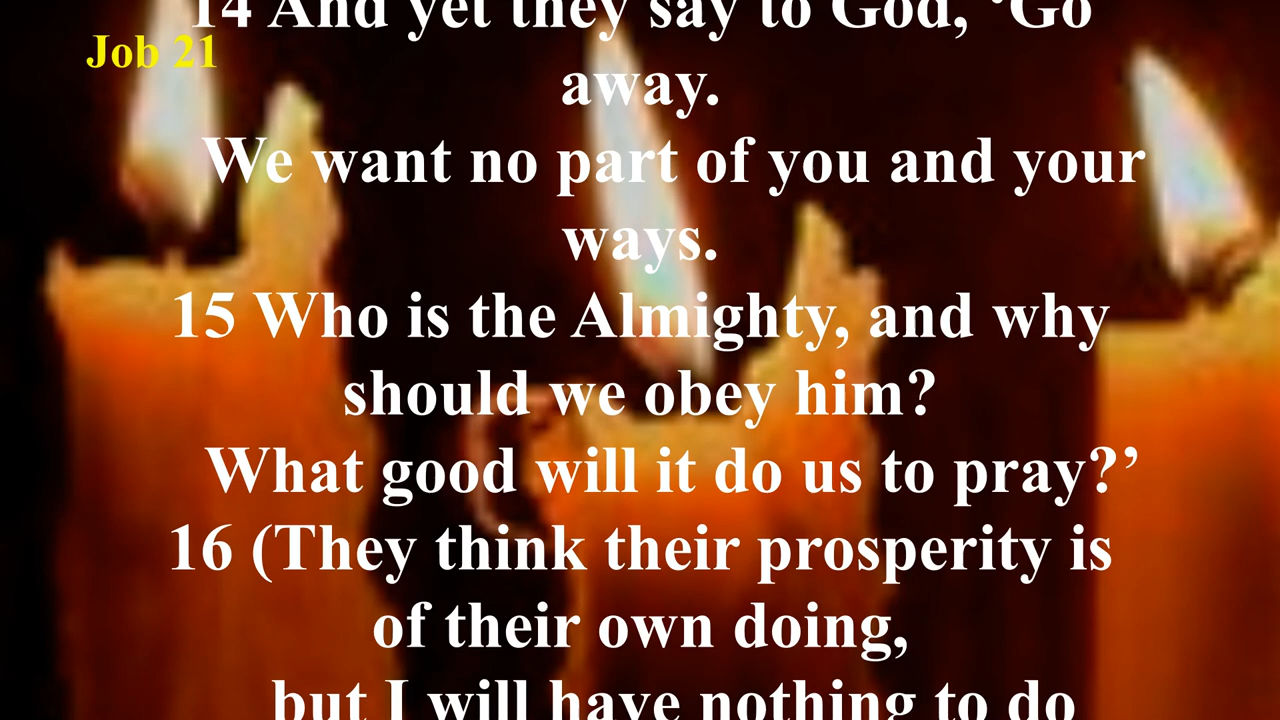 14 And yet they say to God, ‘Go
Job 21
away.
We want no part of you and your
ways.
15 Who is the Almighty, and why
should we obey him?
What good will it do us to pray?’
16 (They think their prosperity is
of their own doing,
but I will have nothing to do